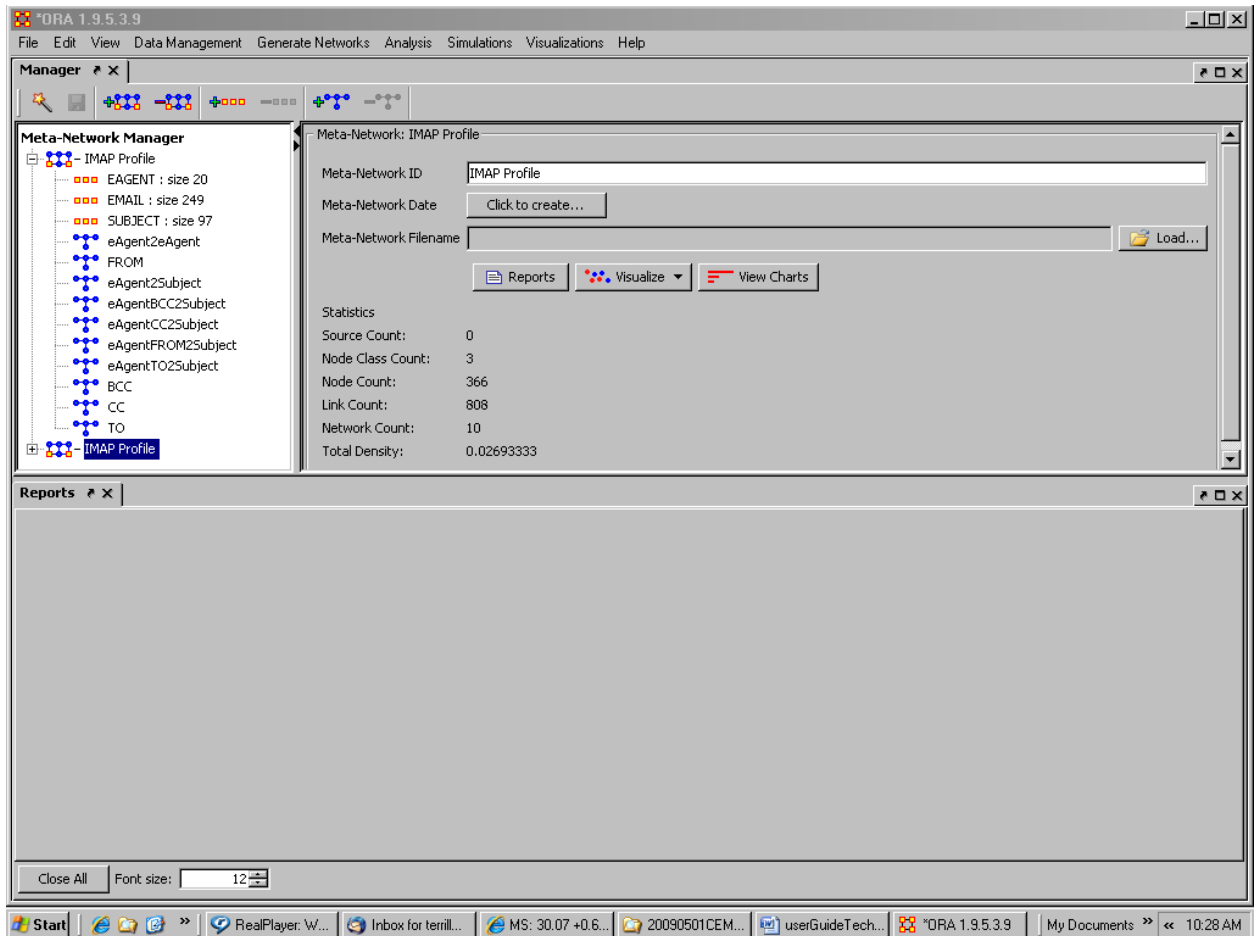 *ORA 1.9.5.3.9
File Edit View Data Management Generate Networks Analysis Simulations Visualizations Help
Manager
Meta-Network Manager
IMAP Profile
EAGENT : size 20
EMAIL : size 249
SUBJECT : size 97
eAgent2eAgent
FROM
eAgent2Subject
eAgentBCC2Subject
eAgentCC2Subject
eAgentFROM2Subject
eAgentTO2Subject
BCC
CC
TO
IMAP Profile
Meta-Network: IMAP Profile
Meta-Network ID IMAP Profile
Meta-Network Date Click to create...
Meta-Network Filename Load...
Reports Visualize View Charts
Statistics
Source Count: 0
Node Class Count: 3
Node Count: 366
Link Count: 808
Network Count: 10
Total Density: 0.02693333
Reports
Close All Font size: 12
Start » RealPlayer: W... Inbox for terrill... MS: 30.07 +0.6... 20090501CEM... userGuideTech... *ORA 1.9.5.3.9 My Documents » « 10:28 AM